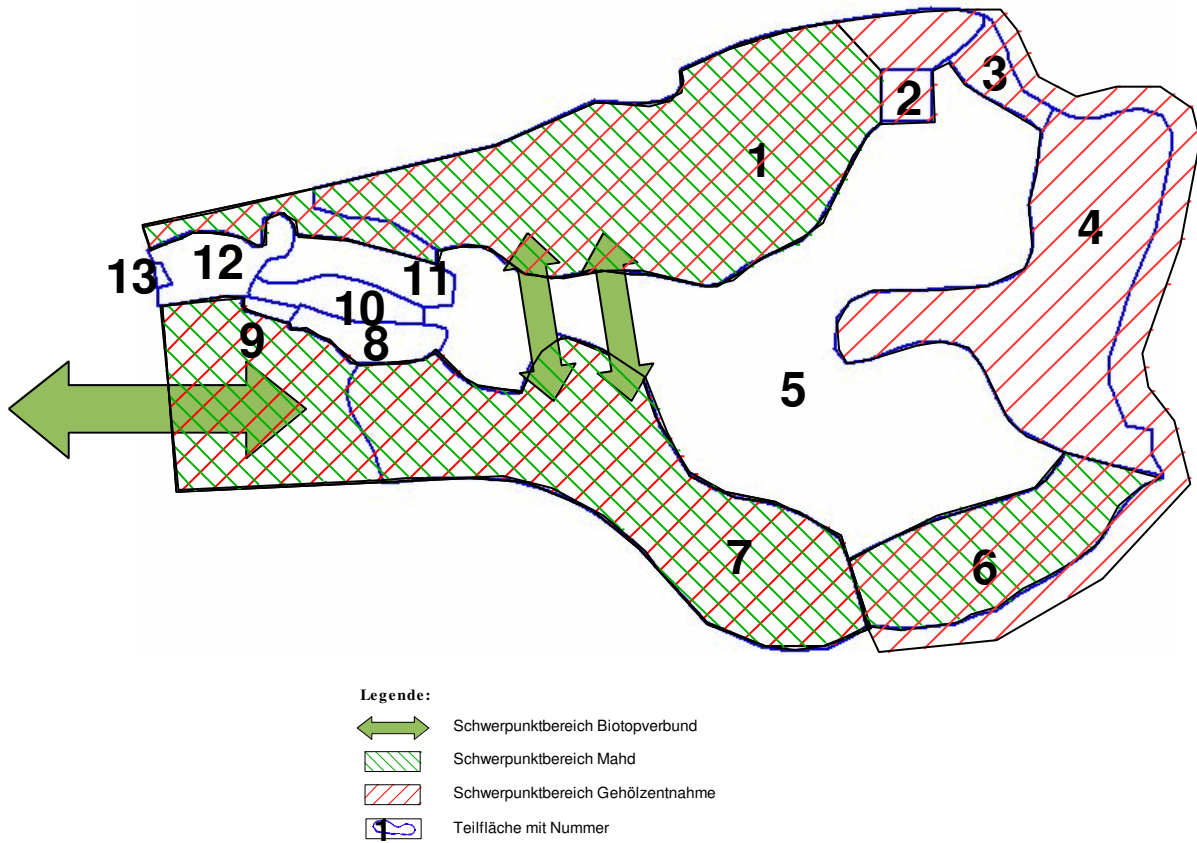 3
2
1
4
12
13
11
10
9
8
5
7
6
Legende:
Schwerpunktbereich Biotopverbund
Schwerpunktbereich Mahd
Schwerpunktbereich Gehölzentnahme
1 Teilfläche mit Nummer